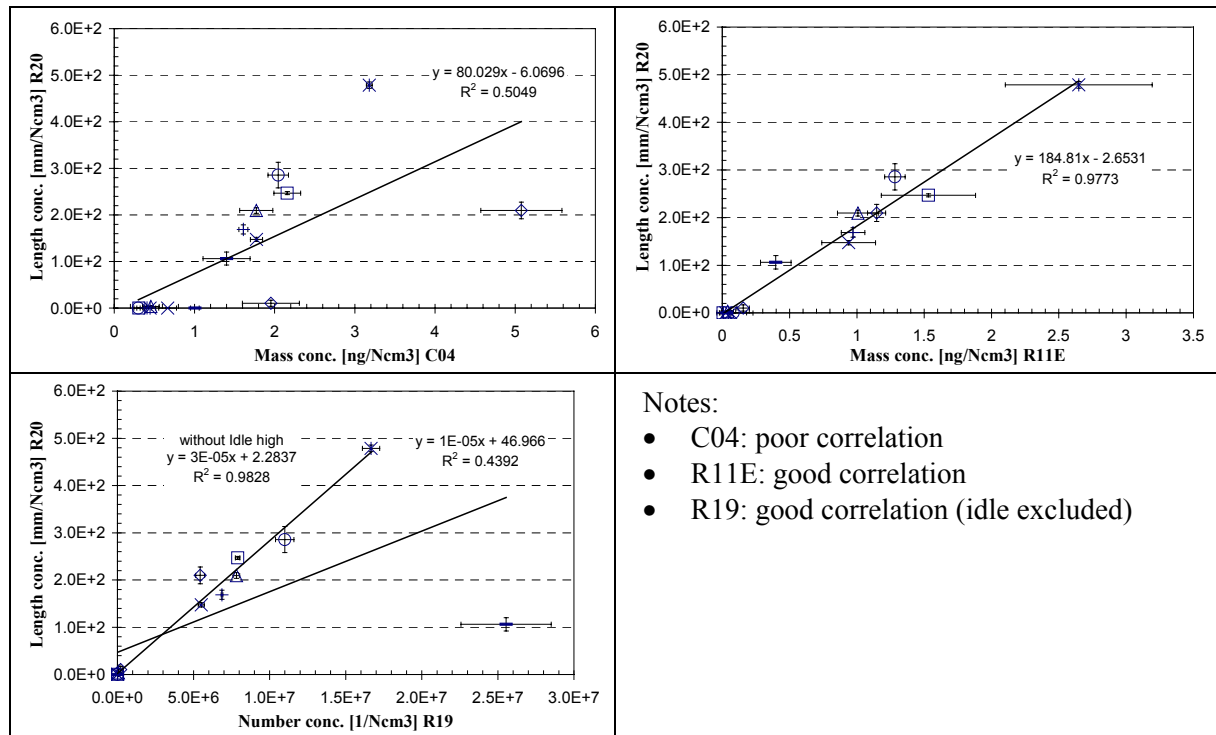 6.0E+2
5.0E+2
4.0E+2
3.0E+2
2.0E+2
1.0E+2
0.0E+0
Length conc. [mm/Ncm3] R20
y = 80.029x - 6.0696
R² = 0.5049
0 1 2 3 4 5 6
Mass conc. [ng/Ncm3] C04
6.0E+2
5.0E+2
4.0E+2
3.0E+2
2.0E+2
1.0E+2
0.0E+0
Length conc. [mm/Ncm3] R20
y = 184.81x - 2.6531
R² = 0.9773
0 0.5 1 1.5 2 2.5 3 3.5
Mass conc. [ng/Ncm3] R11E
6.0E+2
5.0E+2
4.0E+2
3.0E+2
2.0E+2
1.0E+2
0.0E+0
Length conc. [mm/Ncm3] R20
without Idle high
y = 3E-05x + 2.2837
R² = 0.9828
y = 1E-05x + 46.966
R² = 0.4392
0.0E+0 5.0E+6 1.0E+7 1.5E+7 2.0E+7 2.5E+7 3.0E+7
Number conc. [1/Ncm3] R19
Notes:
• C04: poor correlation
• R11E: good correlation
• R19: good correlation (idle excluded)